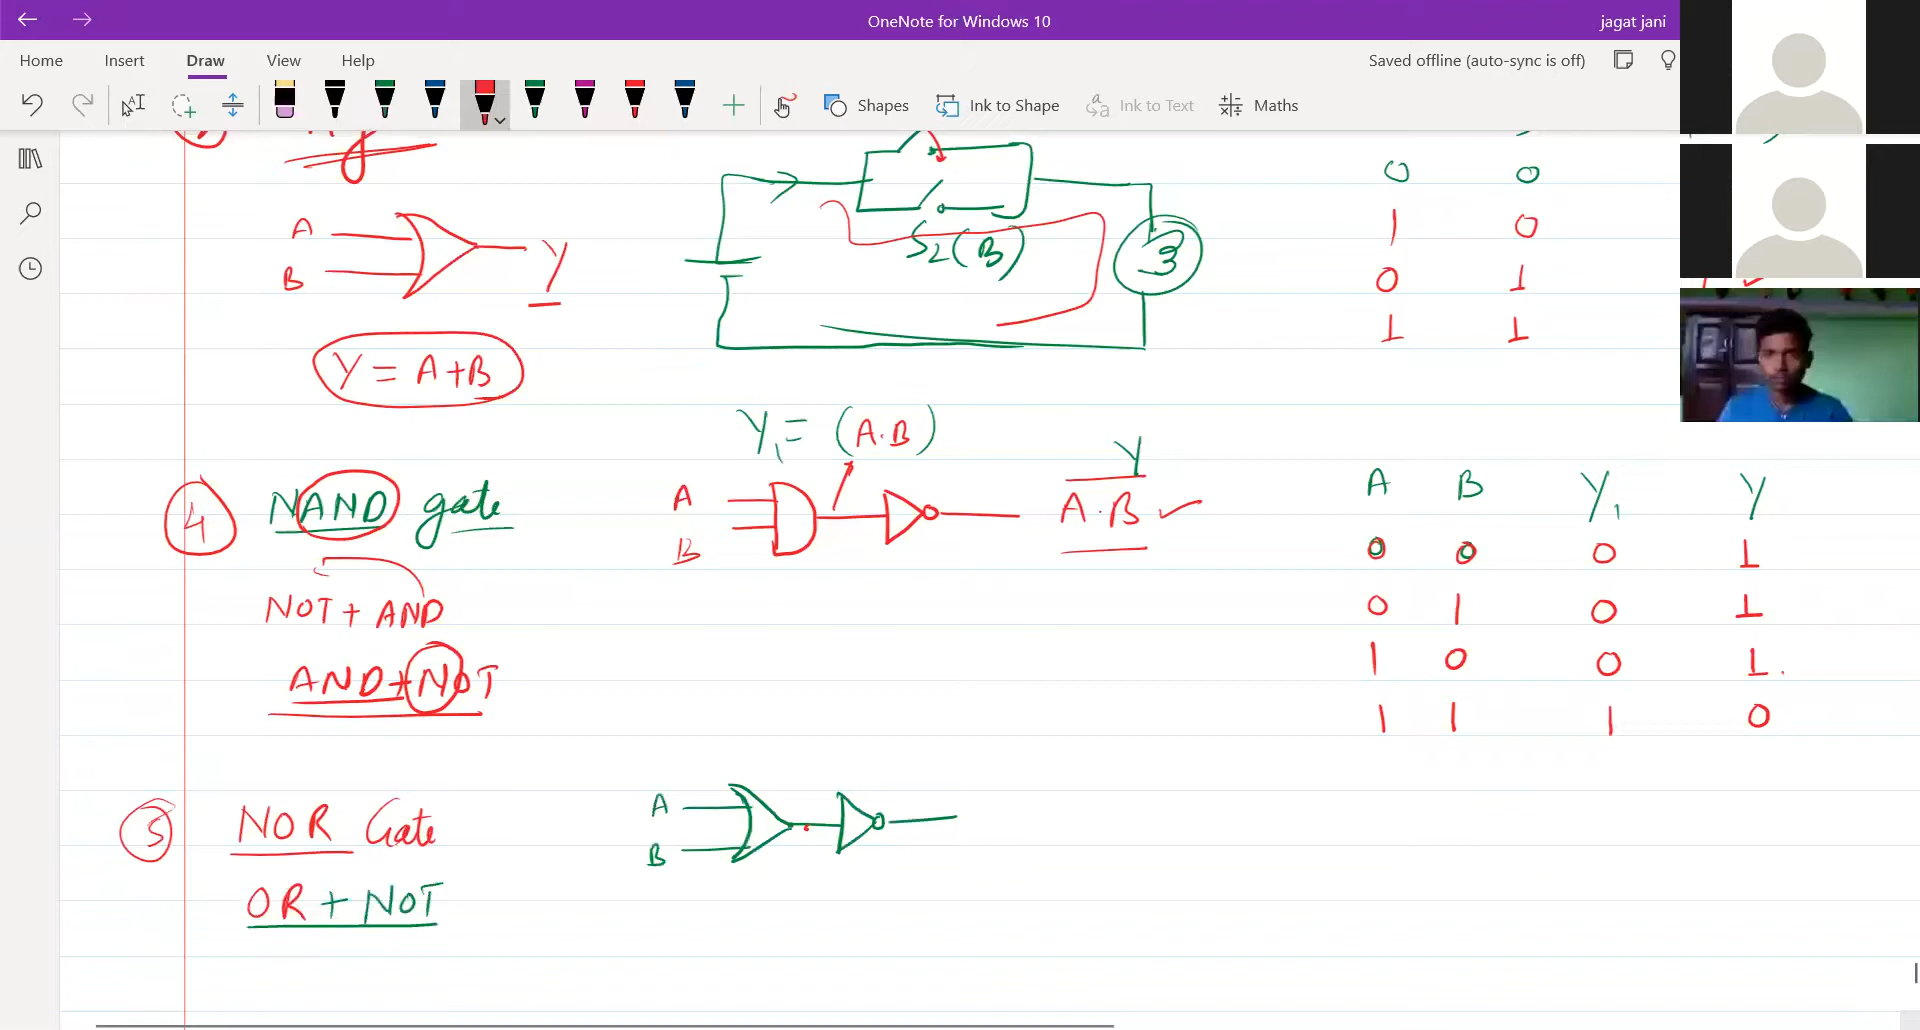 OneNote for Windows 10
jagat jani
Home Insert Draw View Help
Saved offline (auto-sync is off)
Shapes Ink to Shape Ink to Text Maths
A
B
Y
Y = A+B
S2(B)
0 0
1 0
0 1
1 1
Y1 = (A.B)
4 NAND gate
A
B
Y
A.B
NOT + AND
AND + NOT
A B Y1 Y
0 0 0 1
0 1 0 1
1 0 0 1.
1 1 1 0
5 NOR Gate
OR + NOT
A
B